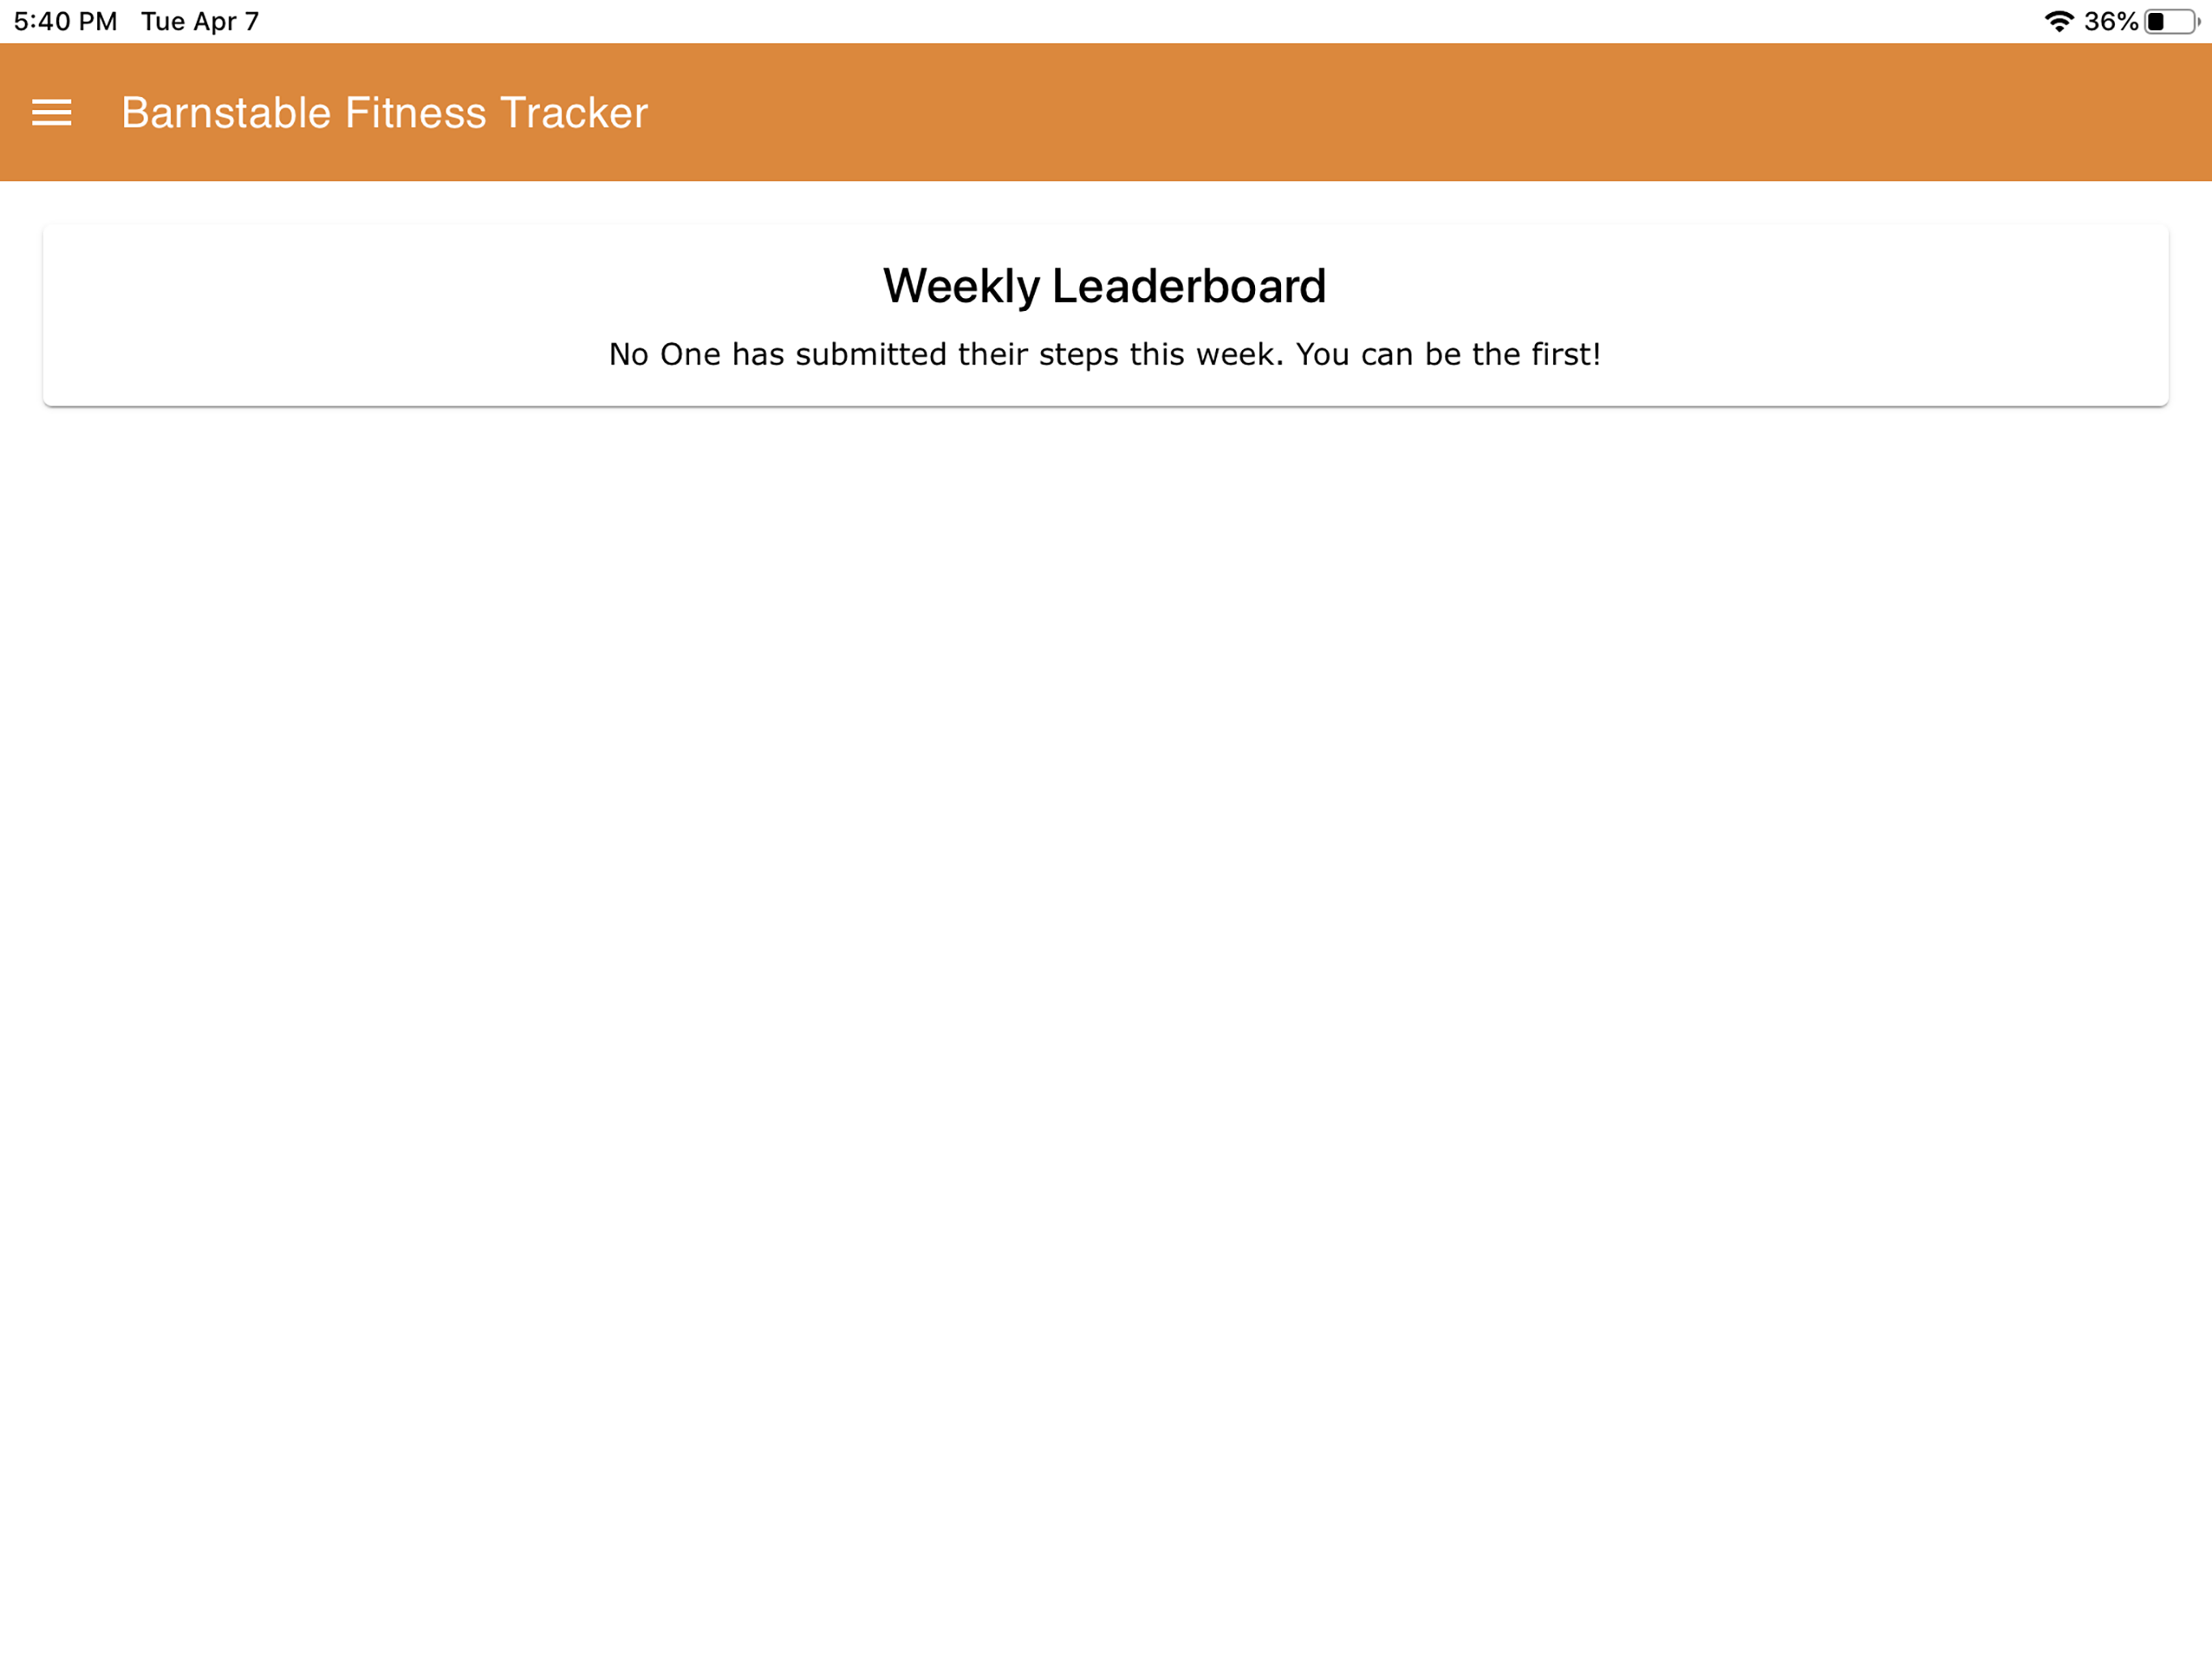 5:40 PM Tue Apr 7 36%
Barnstable Fitness Tracker
Weekly Leaderboard
No One has submitted their steps this week. You can be the first!